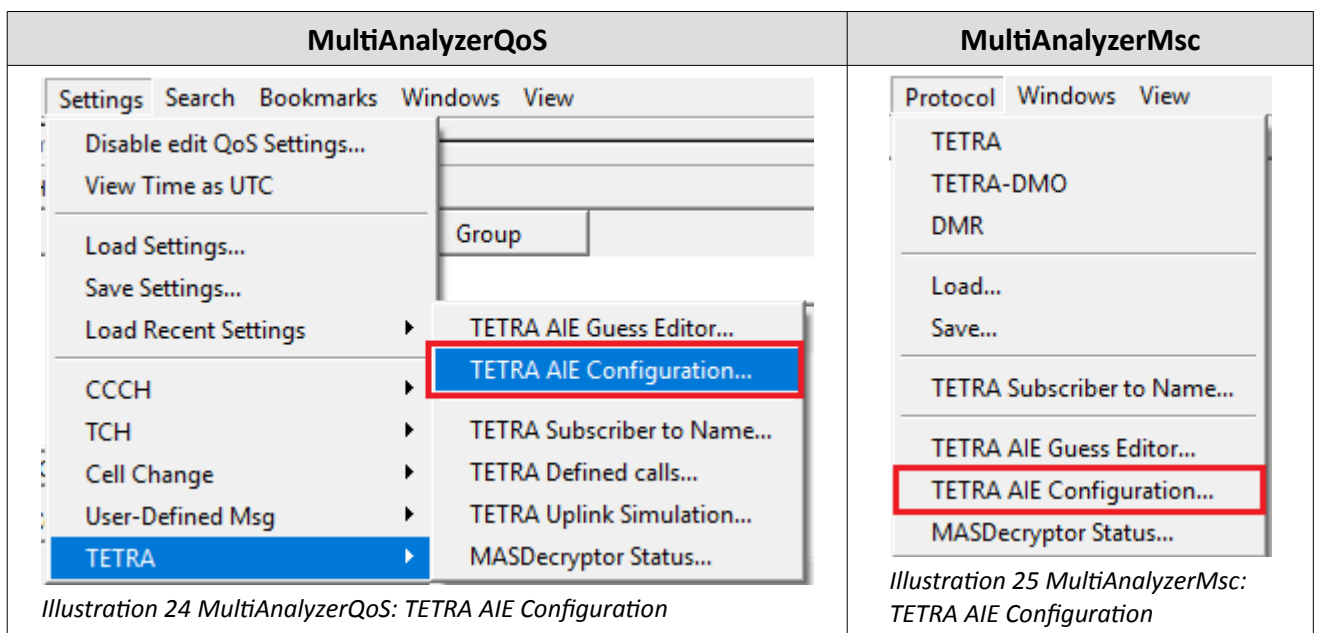 MultiAnalyzerQoS
Settings Search Bookmarks Windows View
Disable edit QoS Settings...
View Time as UTC
Group
Load Settings...
Save Settings...
Load Recent Settings
TETRA AIE Guess Editor...
TETRA AIE Configuration...
CCCH
TCH
TETRA Subscriber to Name...
Cell Change
TETRA Defined calls...
User-Defined Msg
TETRA Uplink Simulation...
TETRA
MASDecryptor Status...
Illustration 24 MultiAnalyzerQoS: TETRA AIE Configuration
MultiAnalyzerMsc
Protocol Windows View
TETRA
TETRA-DMO
DMR
Load...
Save...
TETRA Subscriber to Name...
TETRA AIE Guess Editor...
TETRA AIE Configuration...
MASDecryptor Status...
Illustration 25 MultiAnalyzerMsc:
TETRA AIE Configuration